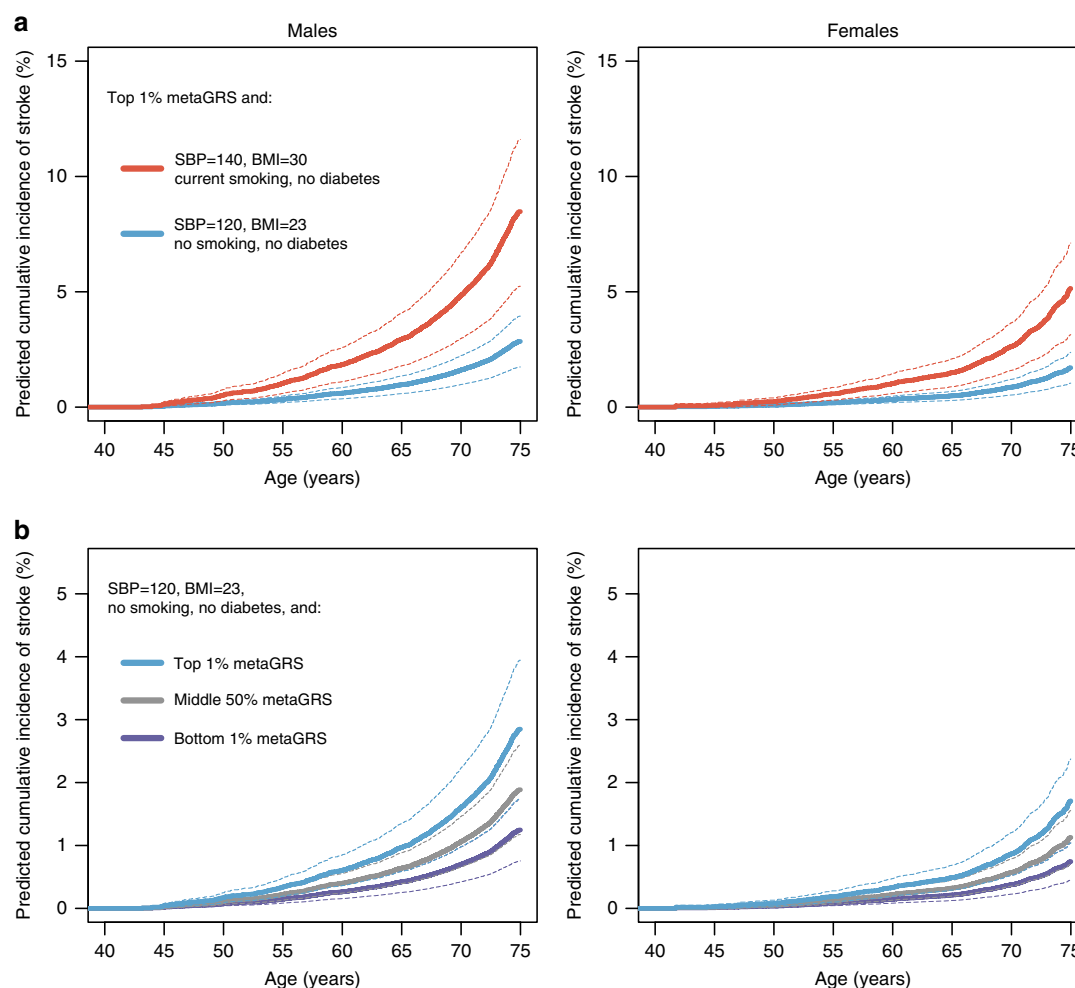 a
Males
Females
Predicted cumulative incidence of stroke (%)
15
10
5
0
Top 1% metaGRS and:
SBP=140, BMI=30
current smoking, no diabetes
SBP=120, BMI=23
no smoking, no diabetes
40 45 50 55 60 65 70 75
Age (years)
Predicted cumulative incidence of stroke (%)
15
10
5
0
40 45 50 55 60 65 70 75
Age (years)
b
Predicted cumulative incidence of stroke (%)
5
4
3
2
1
0
SBP=120, BMI=23,
no smoking, no diabetes, and:
Top 1% metaGRS
Middle 50% metaGRS
Bottom 1% metaGRS
40 45 50 55 60 65 70 75
Age (years)
Predicted cumulative incidence of stroke (%)
5
4
3
2
1
0
40 45 50 55 60 65 70 75
Age (years)